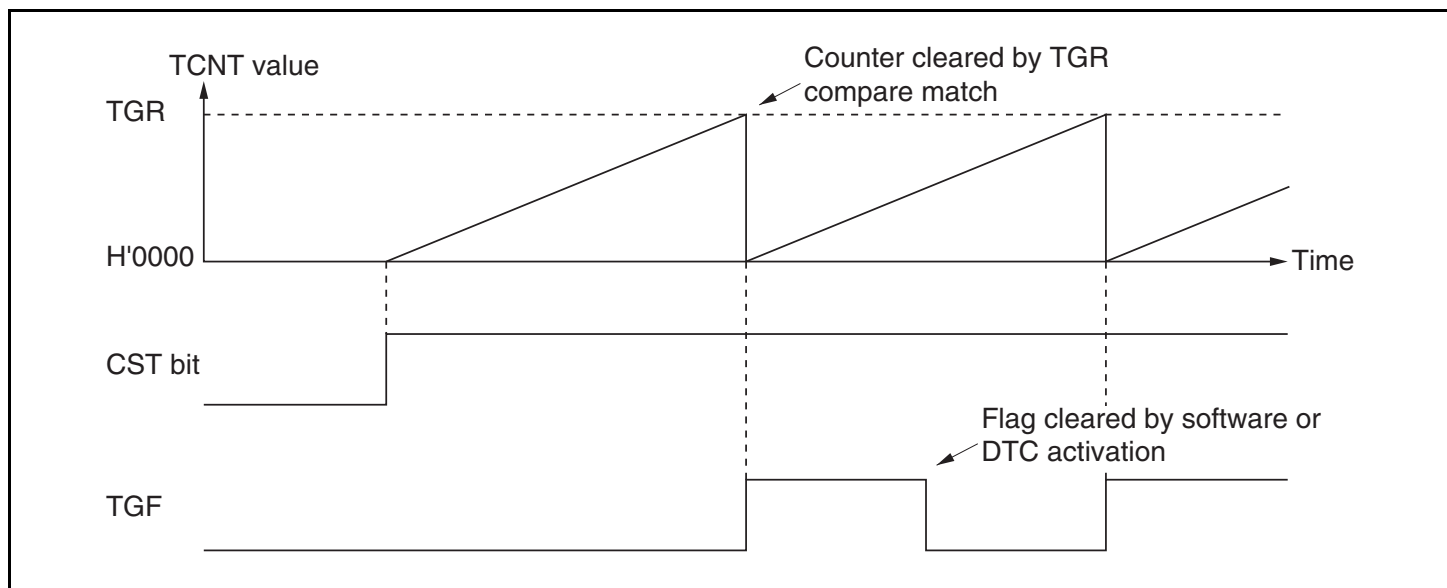 TCNT value
Counter cleared by TGR
compare match
TGR
H'0000
Time
CST bit
Flag cleared by software or
DTC activation
TGF